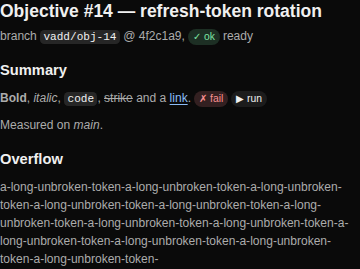 Objective #14 — refresh-token rotation
branch vadd/obj-14 @ 4f2c1a9, ✓ ok ready
Summary
Bold, italic, code, strike and a link. ✗ fail ▶ run
Measured on main.
Overflow
a-long-unbroken-token-a-long-unbroken-token-a-long-unbroken-
token-a-long-unbroken-token-a-long-unbroken-token-a-long-
unbroken-token-a-long-unbroken-token-a-long-unbroken-token-a-
long-unbroken-token-a-long-unbroken-token-a-long-unbroken-
token-a-long-unbroken-token-